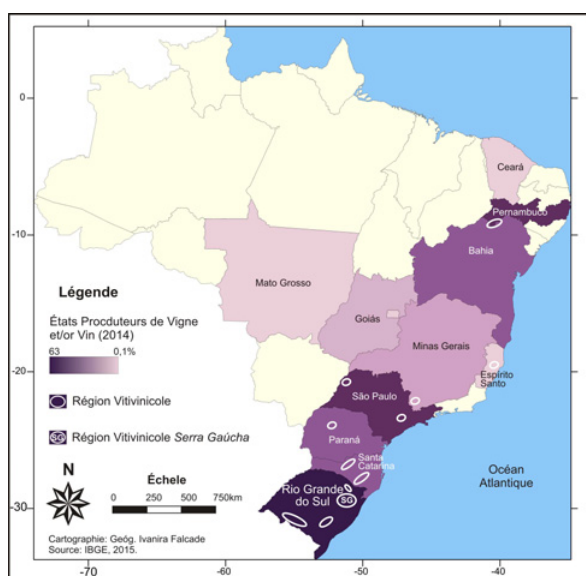 Ceará
Pernambuco
Bahia
Mato Grosso
Goiás
Minas Gerais
Espírito
Santo
São Paulo
Paraná
Santa
Catarina
Rio Grande
do Sul
SG
Océan
Atlantique
Légende
États Procduteurs de Vigne
et/or Vin (2014)
63 0,1%
Région Vitivinicole
SG Région Vitivinicole Serra Gaúcha
N
Échele
0 250 500 750km
Cartographie: Geóg. Ivanira Falcade
Source: IBGE, 2015.
0
-10
-20
-30
-70 -60 -50 -40